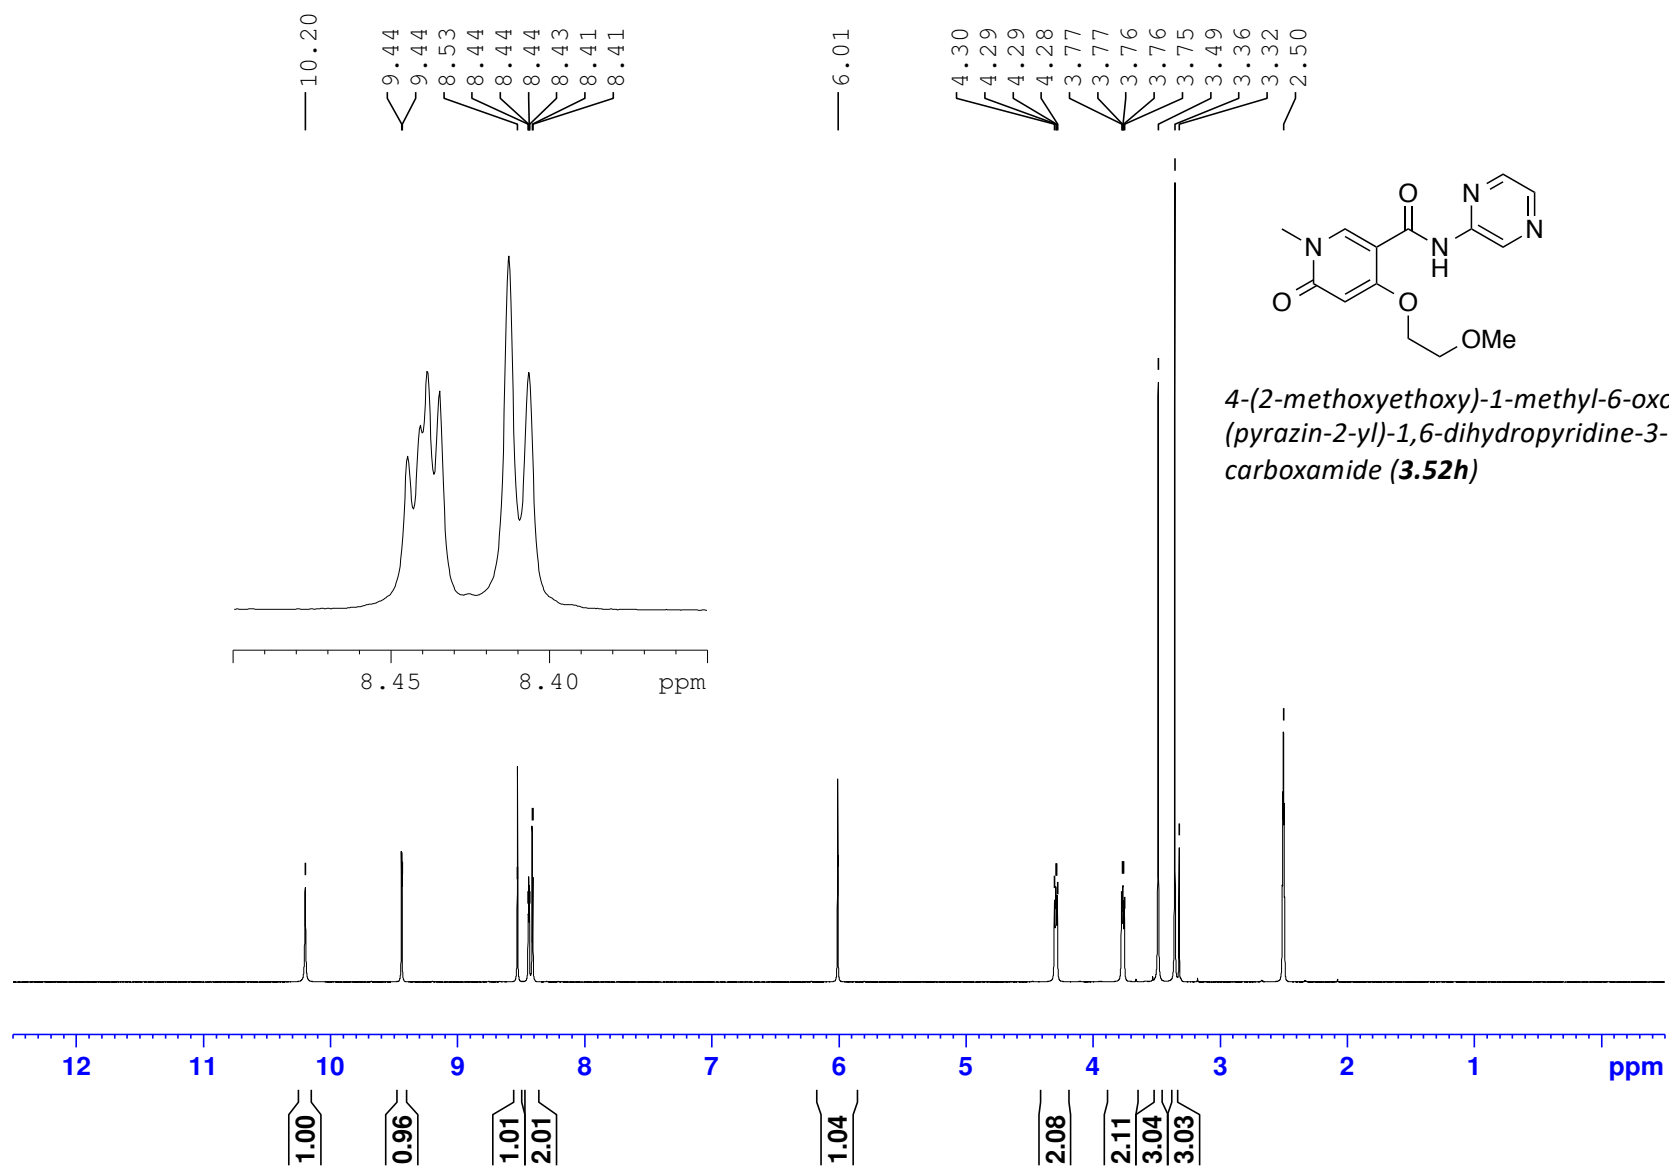 10.20
9.44
9.44
8.53
8.44
8.44
8.44
8.43
8.41
8.41
6.01
4.30
4.29
4.29
4.28
3.77
3.77
3.76
3.76
3.75
3.49
3.36
3.32
2.50
O
N
N
N
N
H
O
O
OMe
4-(2-methoxyethoxy)-1-methyl-6-oxo
(pyrazin-2-yl)-1,6-dihydropyridine-3-
carboxamide (3.52h)
8.45 8.40 ppm
12 11 10 9 8 7 6 5 4 3 2 1 ppm
1.00
0.96
1.01
2.01
1.04
2.08
2.11
3.04
3.03